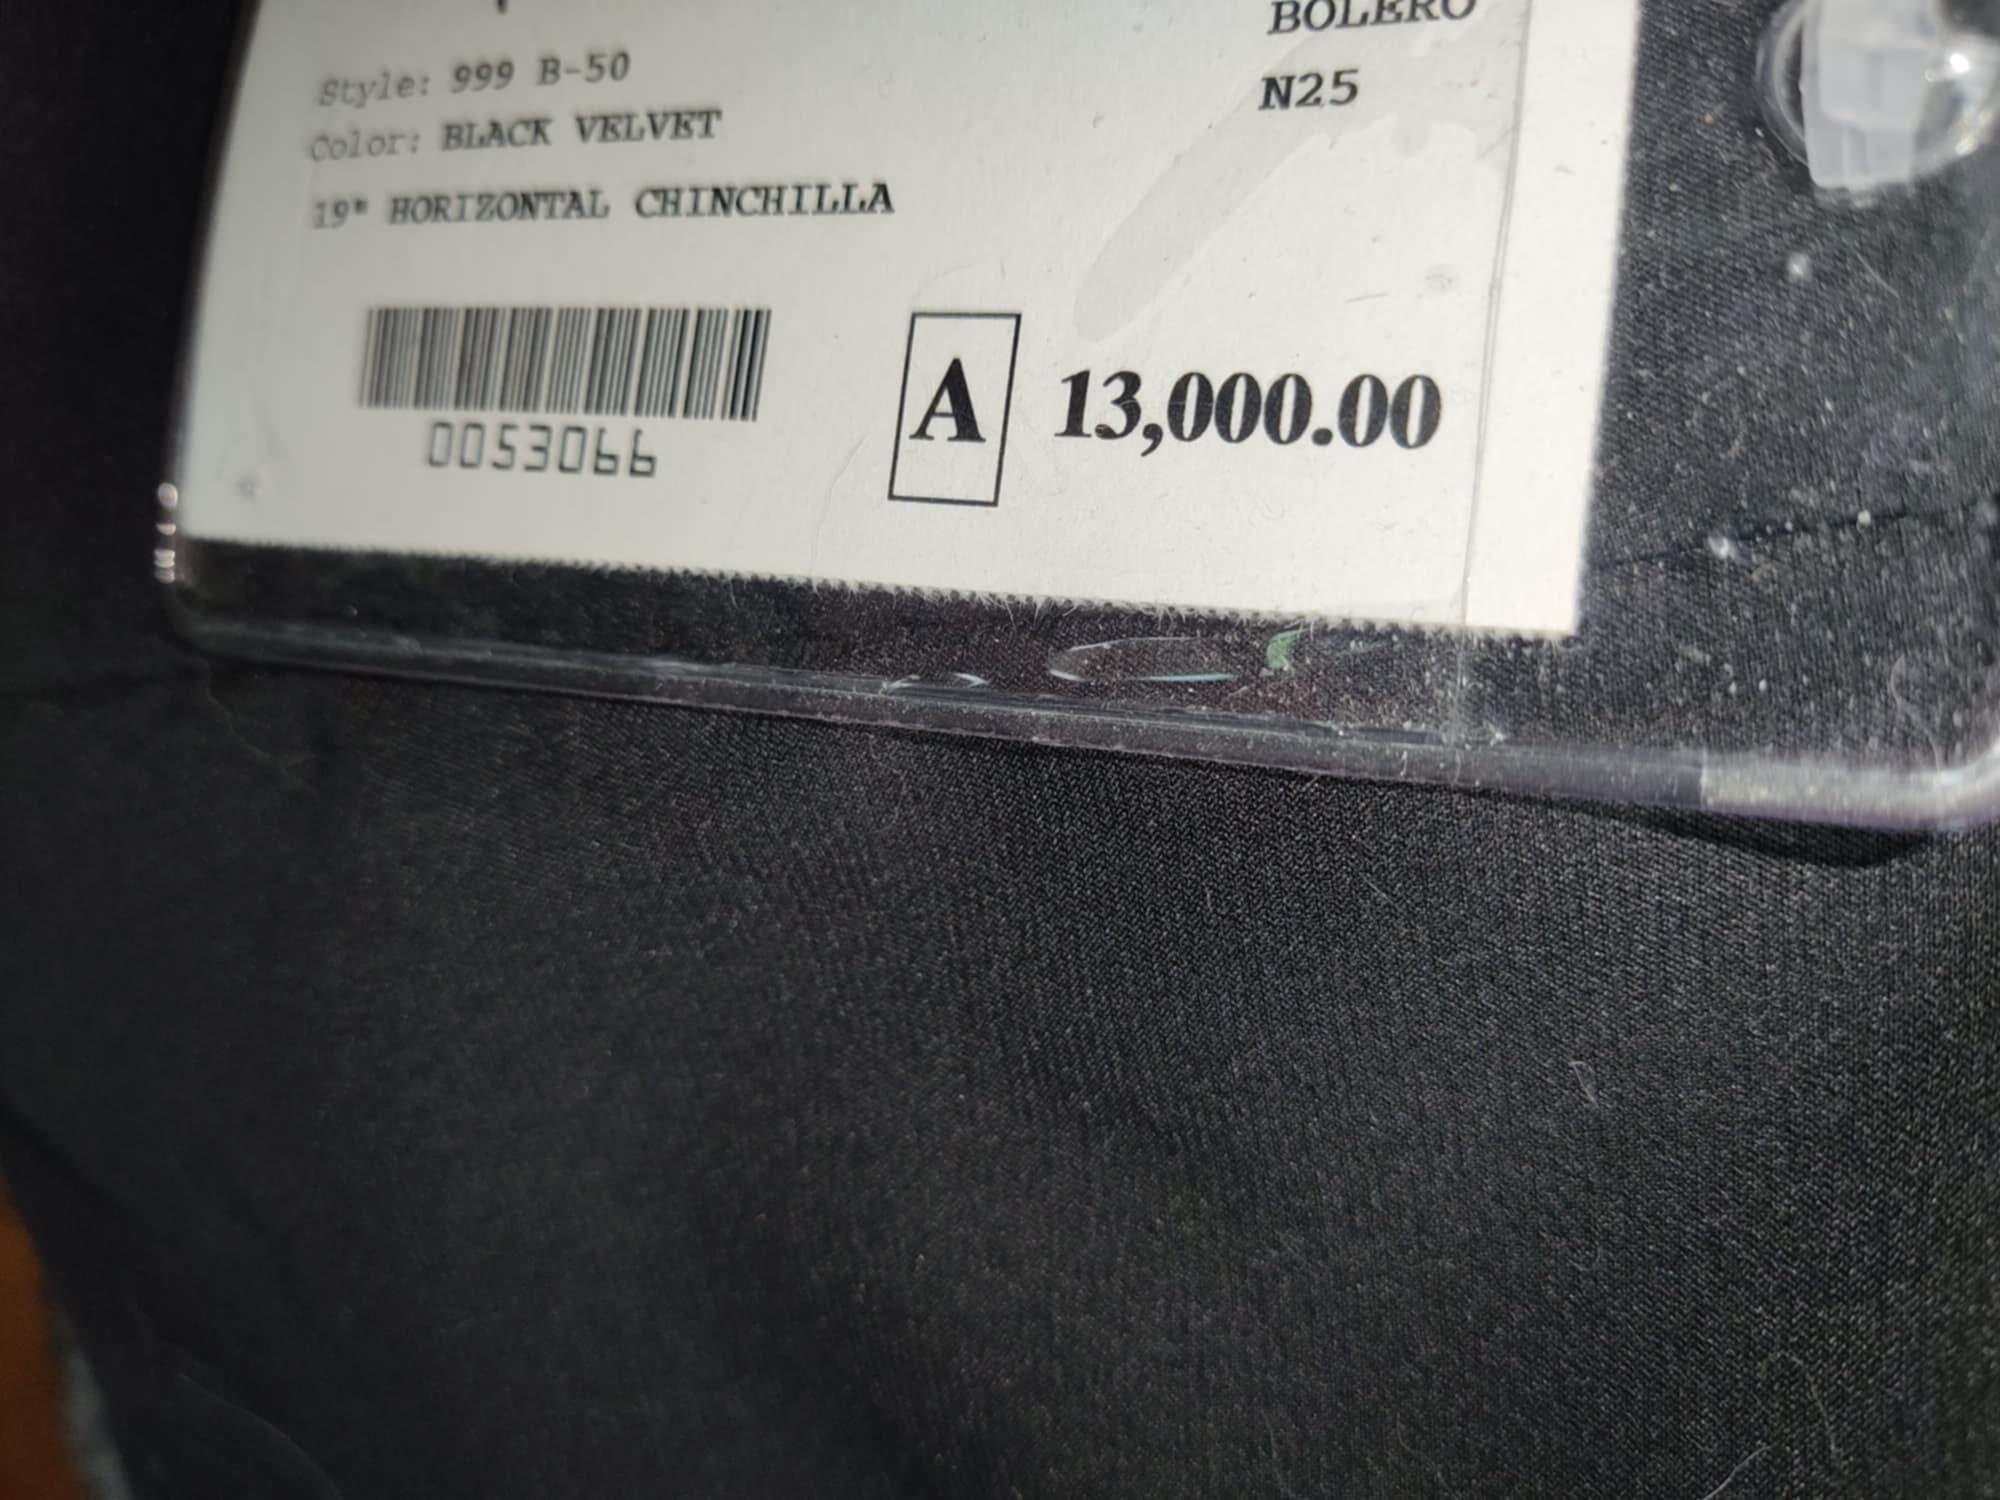 BOLERO
Style: 999 B-50
N25
Color: BLACK VELVET
19" HORIZONTAL CHINCHILLA
A 13,000.00
0053066